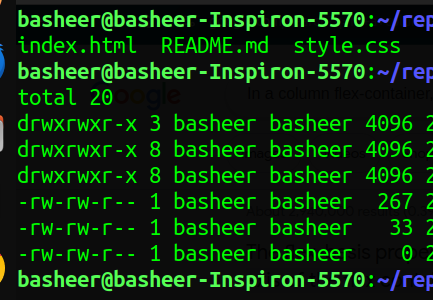 basheer@basheer-Inspiron-5570:~/rep
index.html README.md style.css
basheer@basheer-Inspiron-5570:~/rep
total 20
drwxrwxr-x 3 basheer basheer 4096 2
drwxrwxr-x 8 basheer basheer 4096 2
drwxrwxr-x 8 basheer basheer 4096 2
-rw-rw-r-- 1 basheer basheer 267 2
-rw-rw-r-- 1 basheer basheer 33 2
-rw-rw-r-- 1 basheer basheer 0 2
basheer@basheer-Inspiron-5570:~/rep